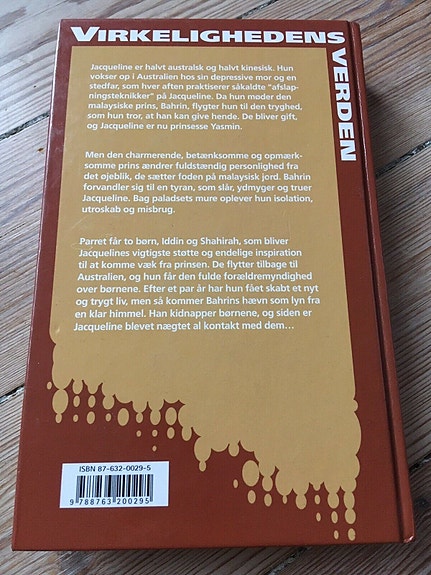 VIRKELIGHEDENS
VERDEN
Jacqueline er halvt australsk og halvt kinesisk. Hun
vokser op i Australien hos sin depressive mor og en
stedfar, som hver aften praktiserer såkaldte "afslap-
ningsteknikker" på Jacqueline. Da hun møder den
malaysiske prins, Bahrin, flygter hun til den tryghed,
som hun tror, at han kan give hende. De bliver gift,
og Jacqueline er nu prinsesse Yasmin.
Men den charmerende, betænksomme og opmærk-
somme prins ændrer fuldstændig personlighed fra
det øjeblik, de sætter foden på malaysisk jord. Bahrin
forvandler sig til en tyran, som slår, ydmyger og truer
Jacqueline. Bag paladsets mure oplever hun isolation,
utroskab og misbrug.
Parret får to børn, Iddin og Shahirah, som bliver
Jacquelines vigtigste støtte og endelige inspiration
til at komme væk fra prinsen. De flytter tilbage til
Australien, og hun får den fulde forældremyndighed
over børnene. Efter et par år har hun fået skabt et nyt
og trygt liv, men så kommer Bahrins hævn som lyn fra
en klar himmel. Han kidnapper børnene, og siden er
Jacqueline blevet nægtet al kontakt med dem...
ISBN 87-632-0029-5
9 788763 200295